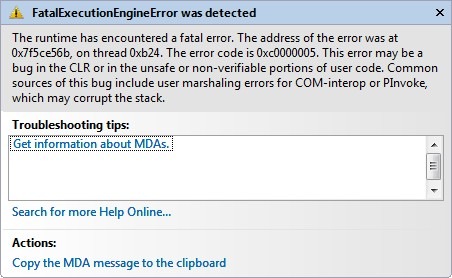 FatalExecutionEngineError was detected
The runtime has encountered a fatal error. The address of the error was at
0x7f5ce56b, on thread 0xb24. The error code is 0xc0000005. This error may be a
bug in the CLR or in the unsafe or non-verifiable portions of user code. Common
sources of this bug include user marshaling errors for COM-interop or PInvoke,
which may corrupt the stack.
Troubleshooting tips:
Get information about MDAs.
Search for more Help Online...
Actions:
Copy the MDA message to the clipboard